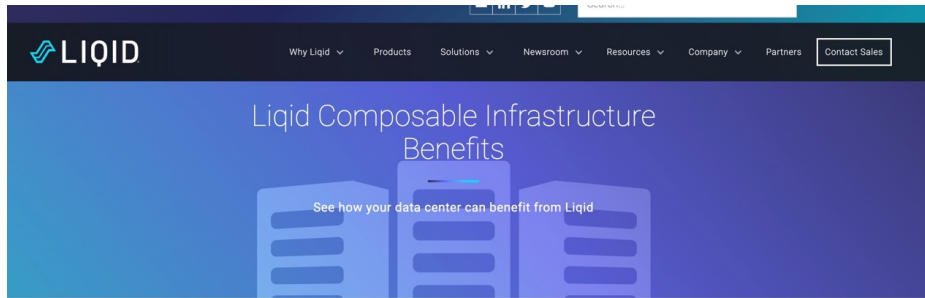 LIQID
Why Liqid
Products
Solutions
Newsroom
Resources
Company
Partners
Contact Sales
Liqid Composable Infrastructure
Benefits
See how your data center can benefit from Liqid